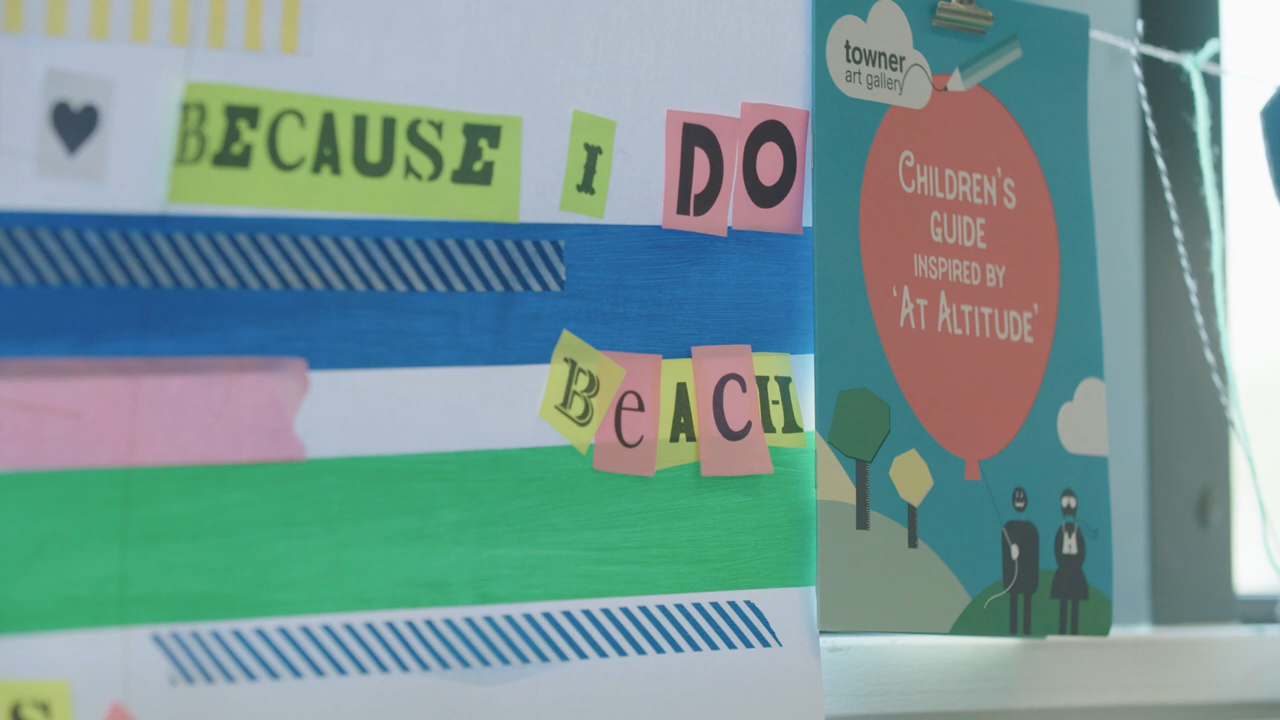 BECAUSE I DO
BeACH
S
towner
art gallery
CHILDREN'S
GUIDE
INSPIRED BY
'AT ALTITUDE'